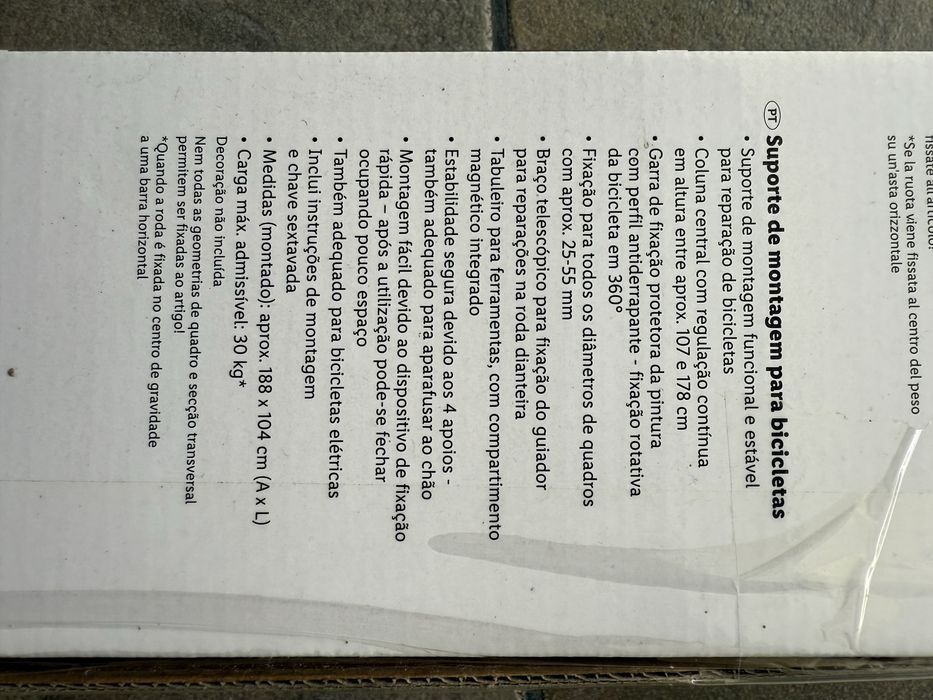 fissate all'articolo!
*Se la ruota viene fissata al centro del peso
su un'asta orizzontale
PT Suporte de montagem para bicicletas
• Suporte de montagem funcional e estável
para reparação de bicicletas
• Coluna central com regulação contínua
em altura entre aprox. 107 e 178 cm
• Garra de fixação protetora da pintura
com perfil antiderrapante - fixação rotativa
da bicicleta em 360°
• Fixação para todos os diâmetros de quadros
com aprox. 25-55 mm
• Braço telescópico para fixação do guiador
para reparações na roda dianteira
• Tabuleiro para ferramentas, com compartimento
magnético integrado
• Estabilidade segura devido aos 4 apoios -
também adequado para aparafusar ao chão
• Montagem fácil devido ao dispositivo de fixação
rápida – após a utilização pode-se fechar
ocupando pouco espaço
• Também adequado para bicicletas elétricas
• Inclui instruções de montagem
e chave sextavada
• Medidas (montado): aprox. 188 x 104 cm (A x L)
• Carga máx. admissível: 30 kg*
Decoração não incluída
Nem todas as geometrias de quadro e secção transversal
permitem ser fixadas ao artigo!
*Quando a roda é fixada no centro de gravidade
a uma barra horizontal